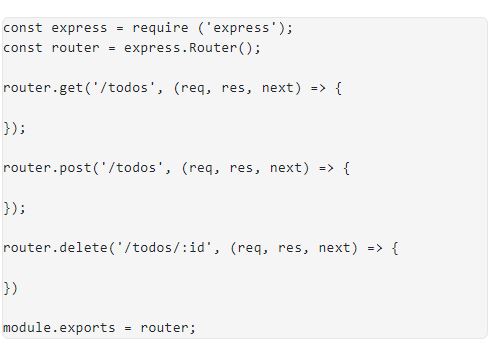 const express = require ('express');
const router = express.Router();
router.get('/todos', (req, res, next) => {
});
router.post('/todos', (req, res, next) => {
});
router.delete('/todos/:id', (req, res, next) => {
})
module.exports = router;